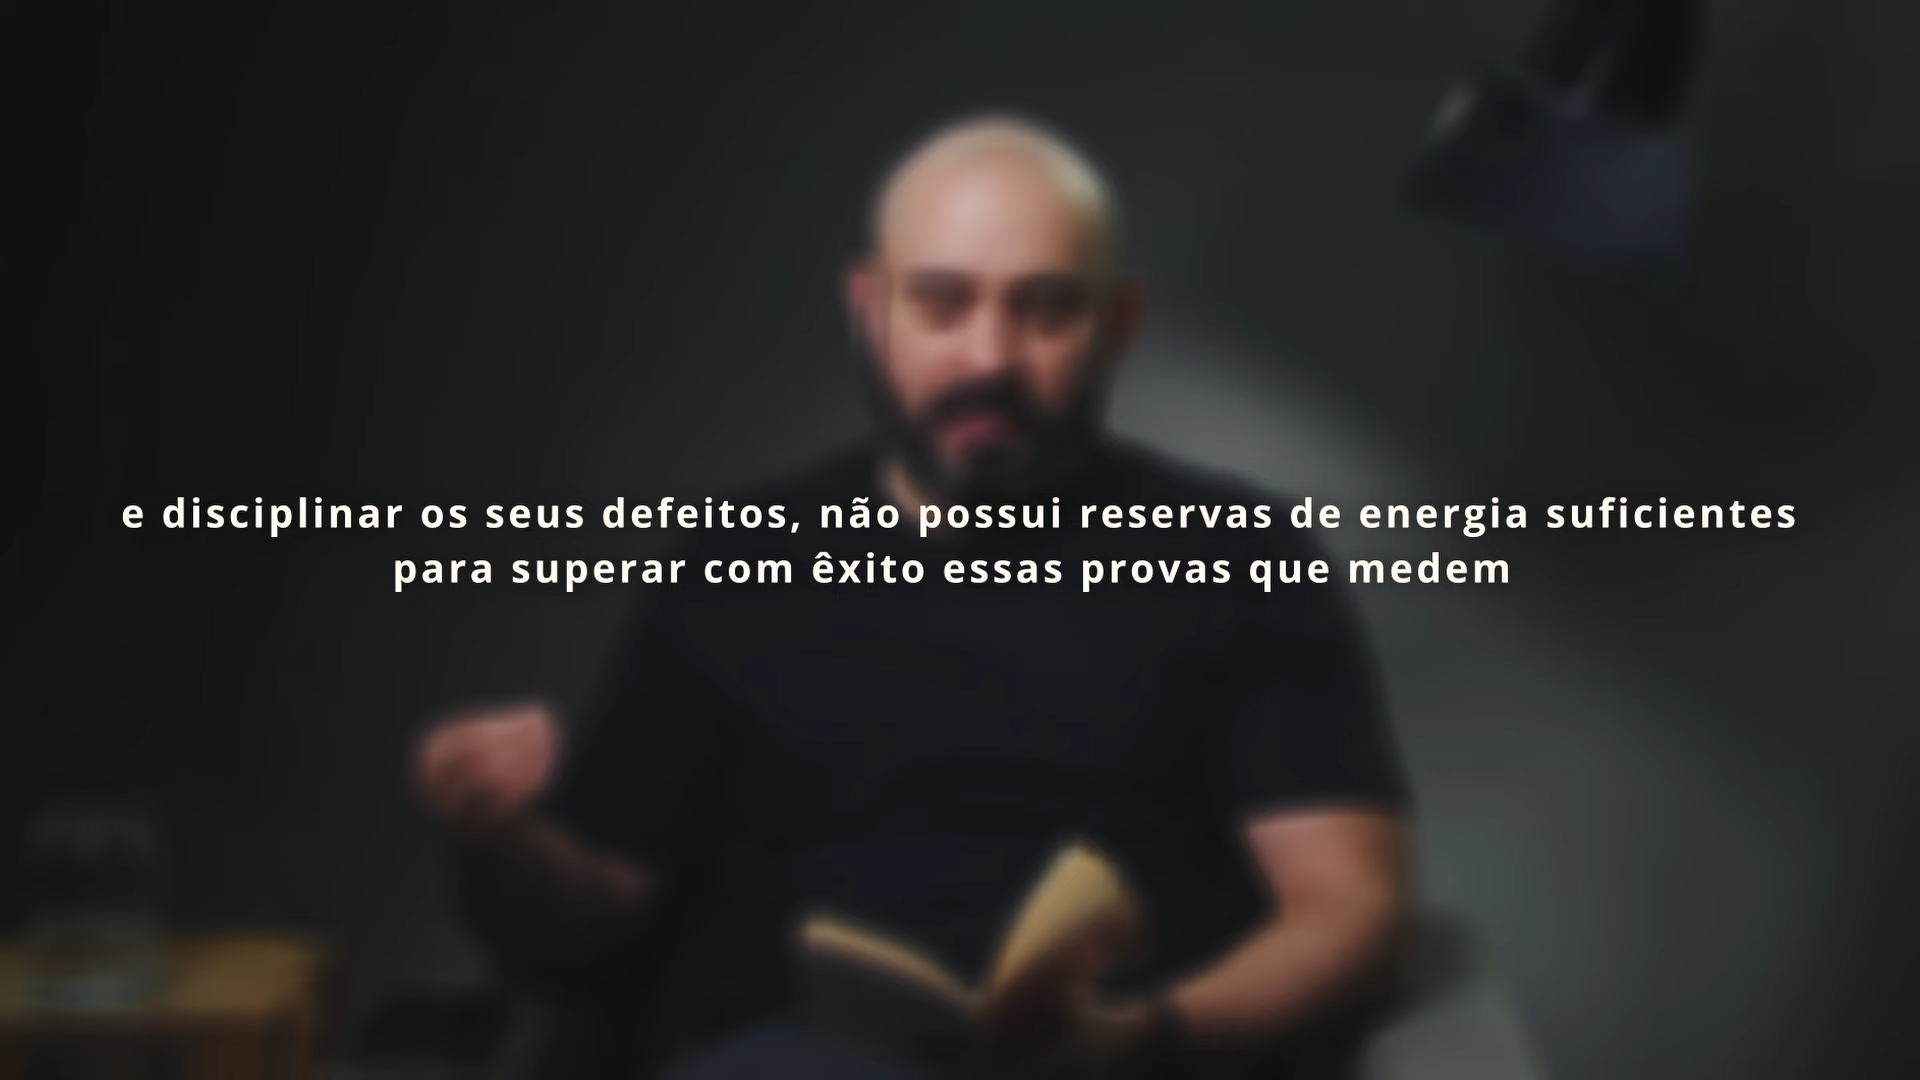 e disciplinar os seus defeitos, não possui reservas de energia suficientes
para superar com êxito essas provas que medem